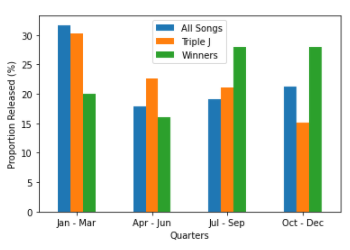 All Songs
Triple J
Winners
Proportion Released (%)
30
25
20
15
10
5
0
Jan - Mar
Apr - Jun
Jul - Sep
Oct - Dec
Quarters